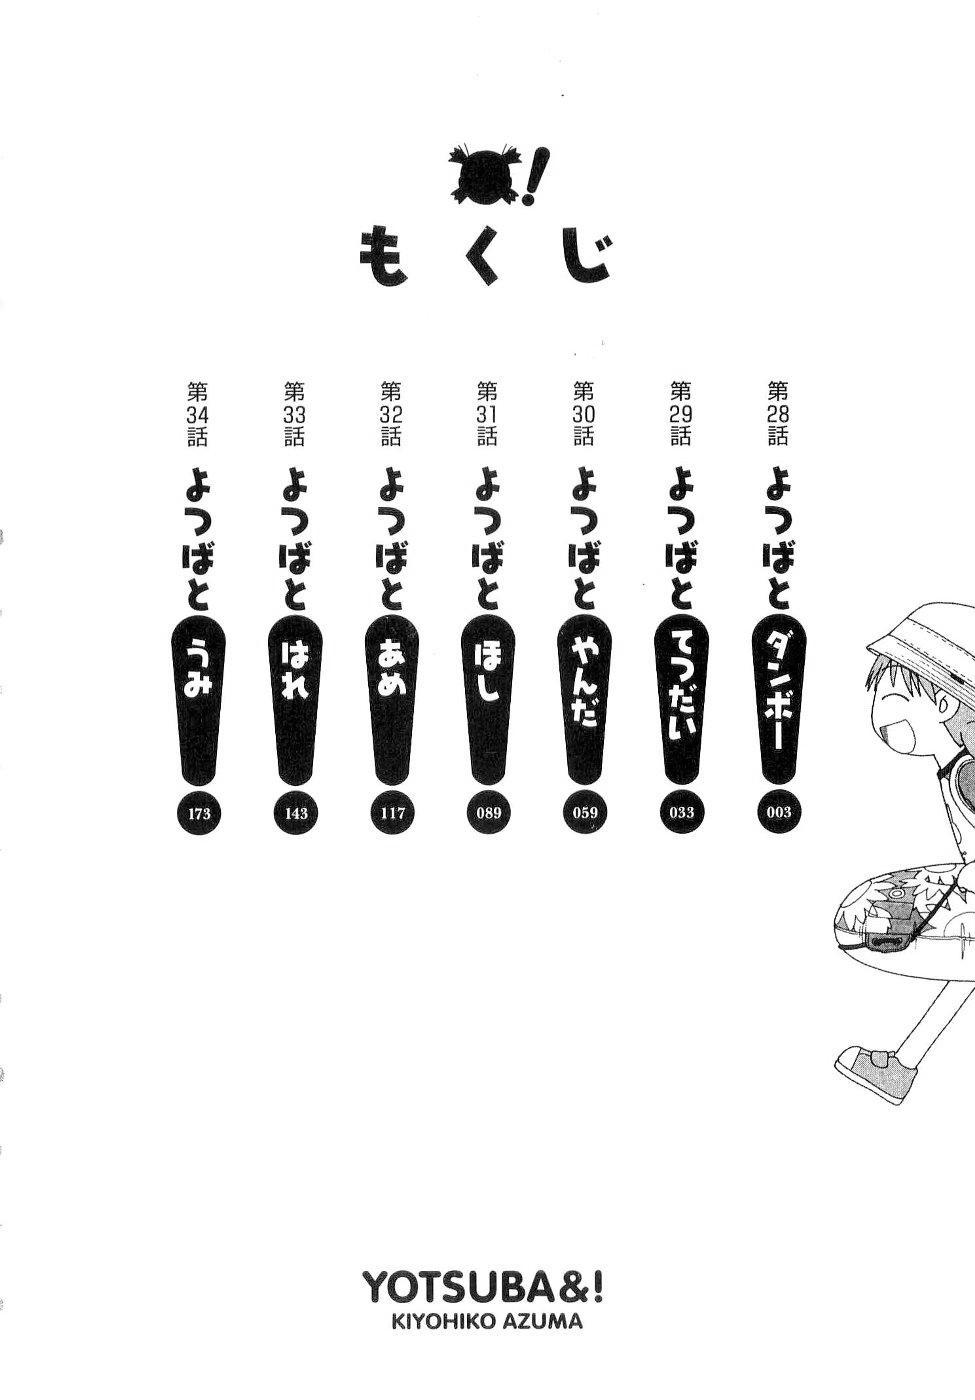 !
もくじ
第28話 よつばと ダンボー 003
第29話 よつばと てつだい 033
第30話 よつばと やんだ 059
第31話 よつばと ほし 089
第32話 よつばと あめ 117
第33話 よつばと はれ 143
第34話 よつばと うみ 173
YOTSUBA&!
KIYOHIKO AZUMA